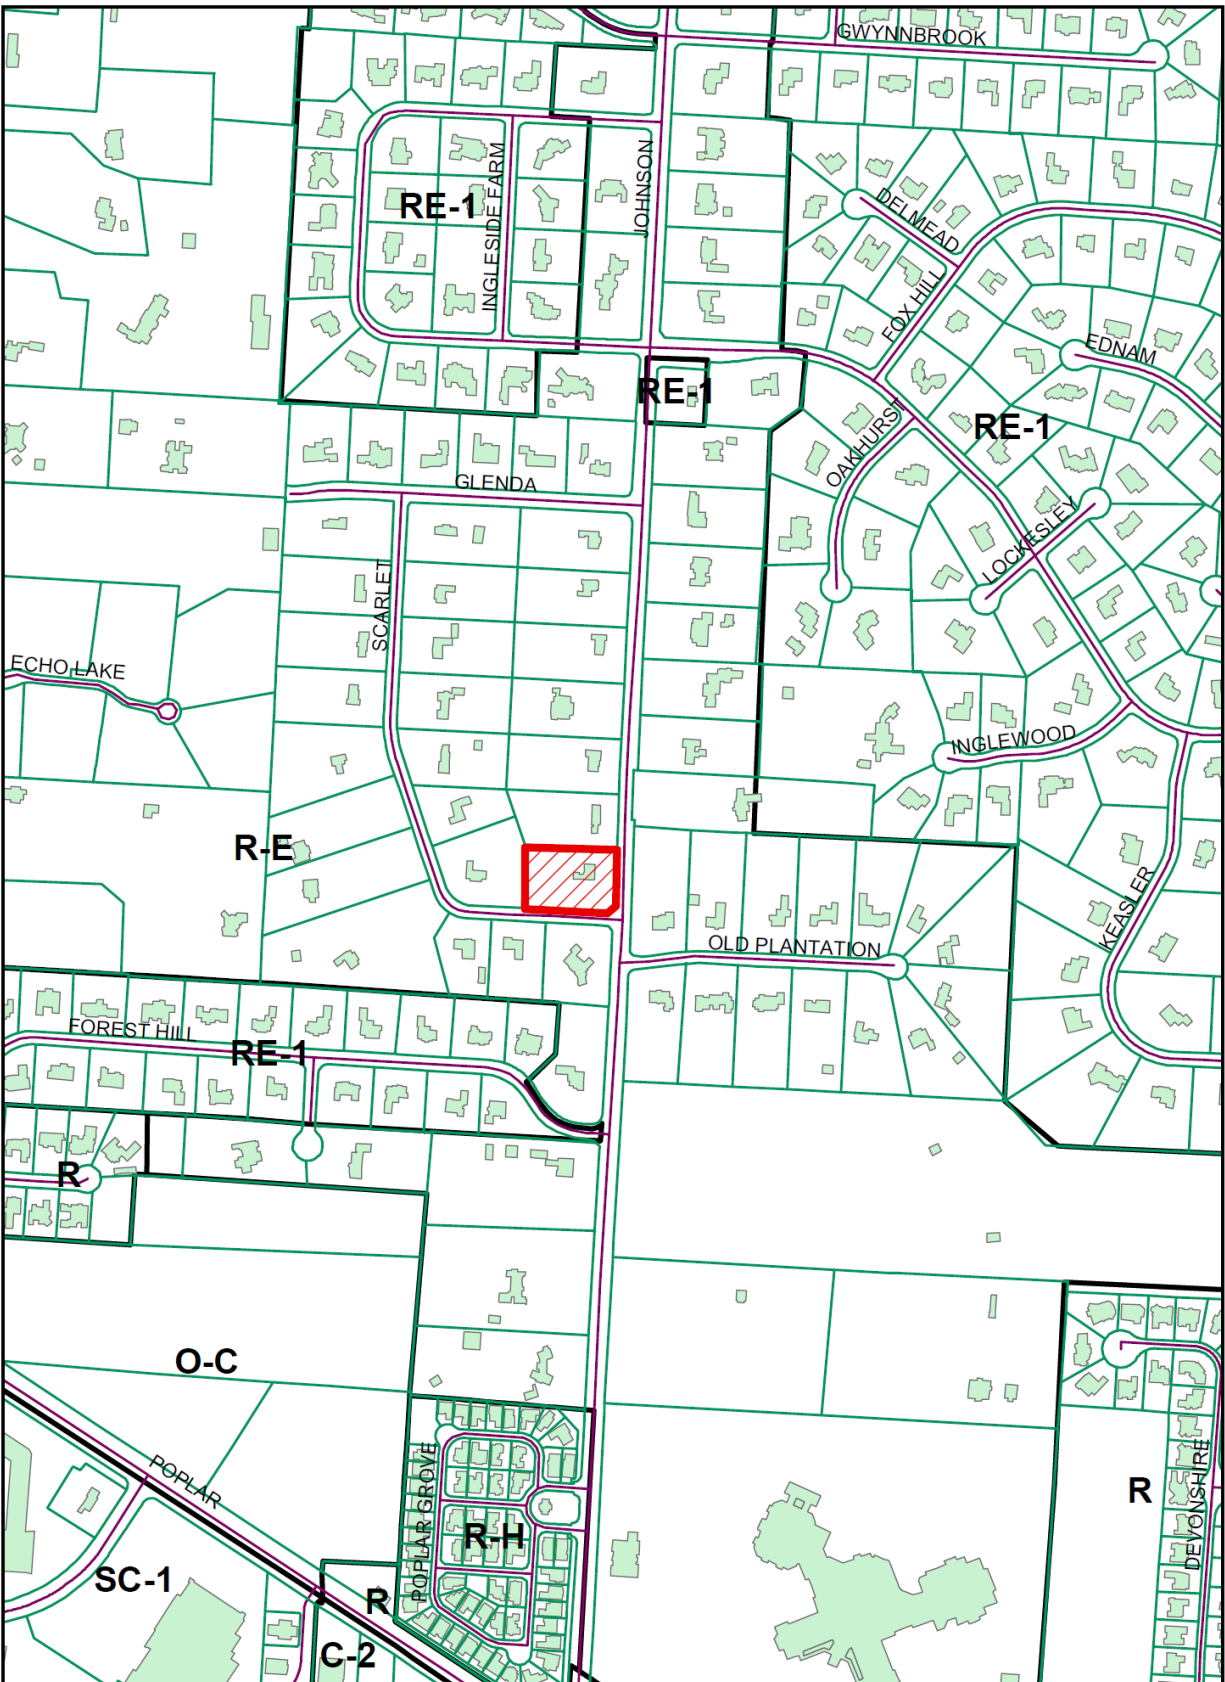 GWYNNBROOK
JOHNSON
INGLESIDE FARM
RE-1
DELMEAD
FOX HILL
EDNAM
RE-1
OAKHURST
RE-1
GLENDA
LOCKESLEY
SCARLET
ECHO LAKE
INGLEWOOD
R-E
KEASLER
OLD PLANTATION
FOREST HILL
RE-1
R
O-C
POPLAR
POPLAR GROVE
DEVONSHIRE
R
R-H
SC-1
R
C-2